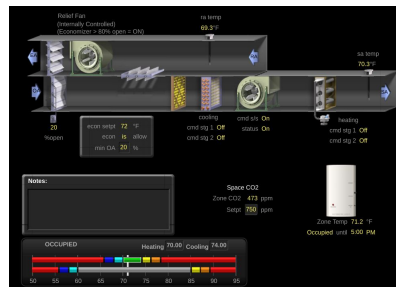 Relief Fan
(Internally Controlled)
(Economizer > 80% open = ON)
ra temp
69.3°F
sa temp
70.3°F
20
%open
econ setpt 72 °F
econ is allow
min OA 20 %
cooling
cmd stg 1 Off
cmd stg 2 Off
cmd s/s On
status On
heating
cmd stg 1 Off
cmd stg 2 Off
Notes:
Space CO2
Zone CO2 473 ppm
Setpt 750 ppm
Zone Temp 71.2 °F
Occupied until 5:00 PM
OCCUPIED Heating 70.00 Cooling 74.00
50 55 60 65 70 75 80 85 90 95